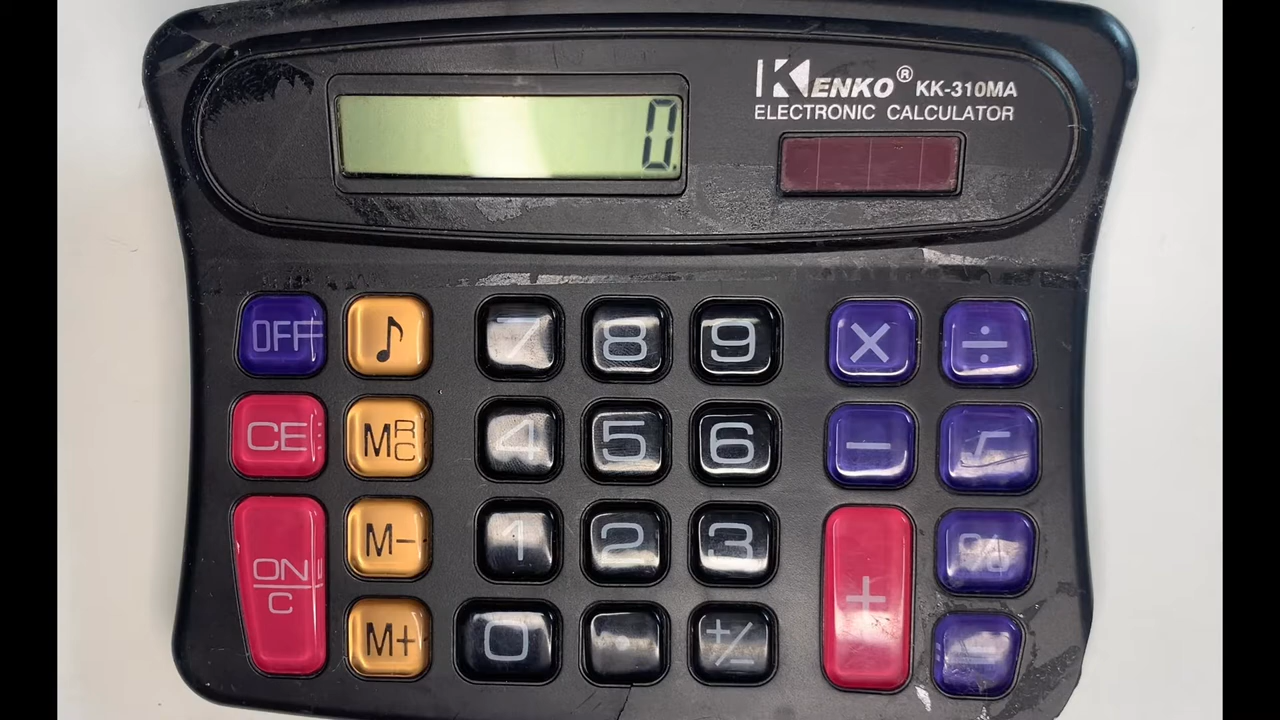 0.
KENKO® KK-310MA
ELECTRONIC CALCULATOR
OFF ♪ 7 8 9 × ÷
CE MRC 4 5 6 − √
ON/C M− 1 2 3 + %
M+ 0 . +/− =